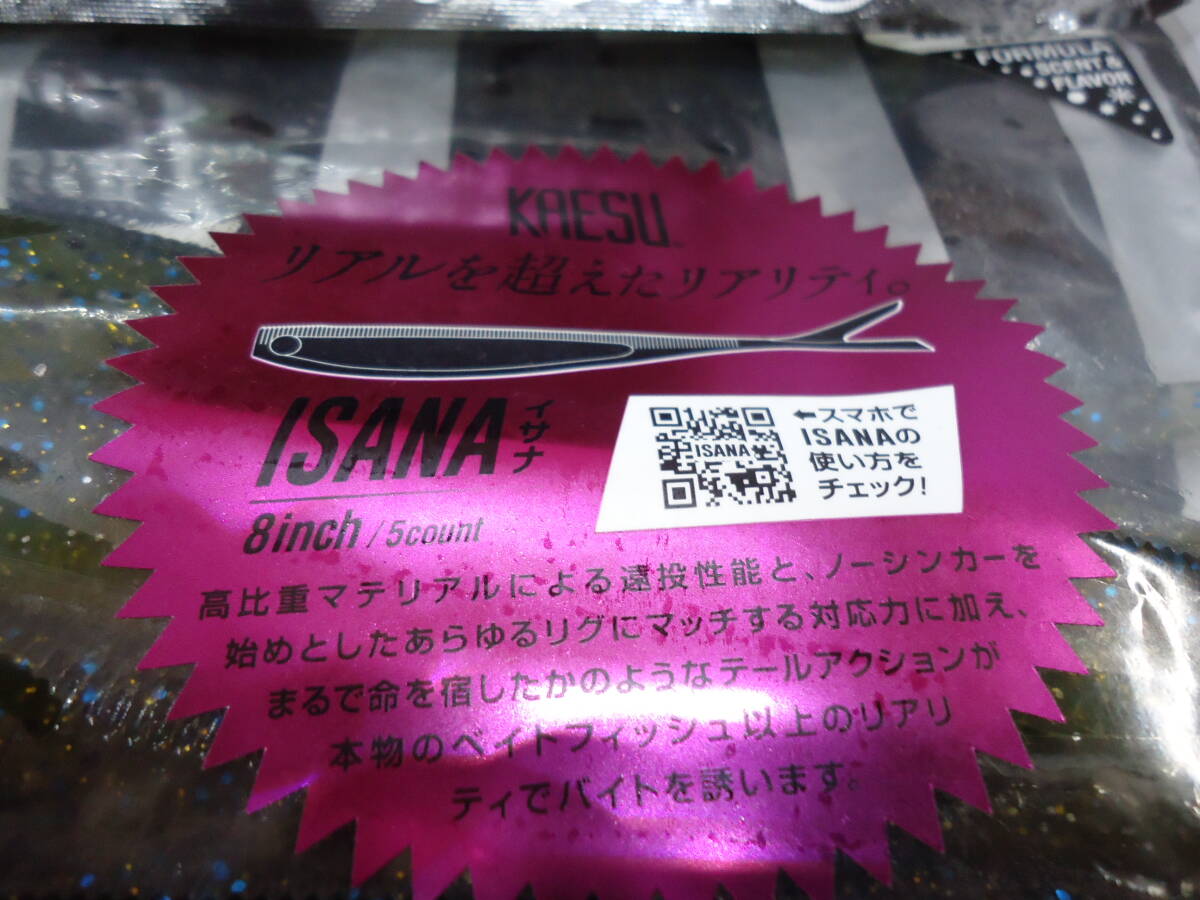 FORMULA
SCENT &
FLAVOR
KAESU
リアルを超えたリアリティ。
ISANA
イサナ
8inch / 5count
ISANA
←スマホで
ISANAの
使い方を
チェック!
高比重マテリアルによる遠投性能と、ノーシンカーを
始めとしたあらゆるリグにマッチする対応力に加え、
まるで命を宿したかのようなテールアクションが
本物のベイトフィッシュ以上のリアリ
ティでバイトを誘います。